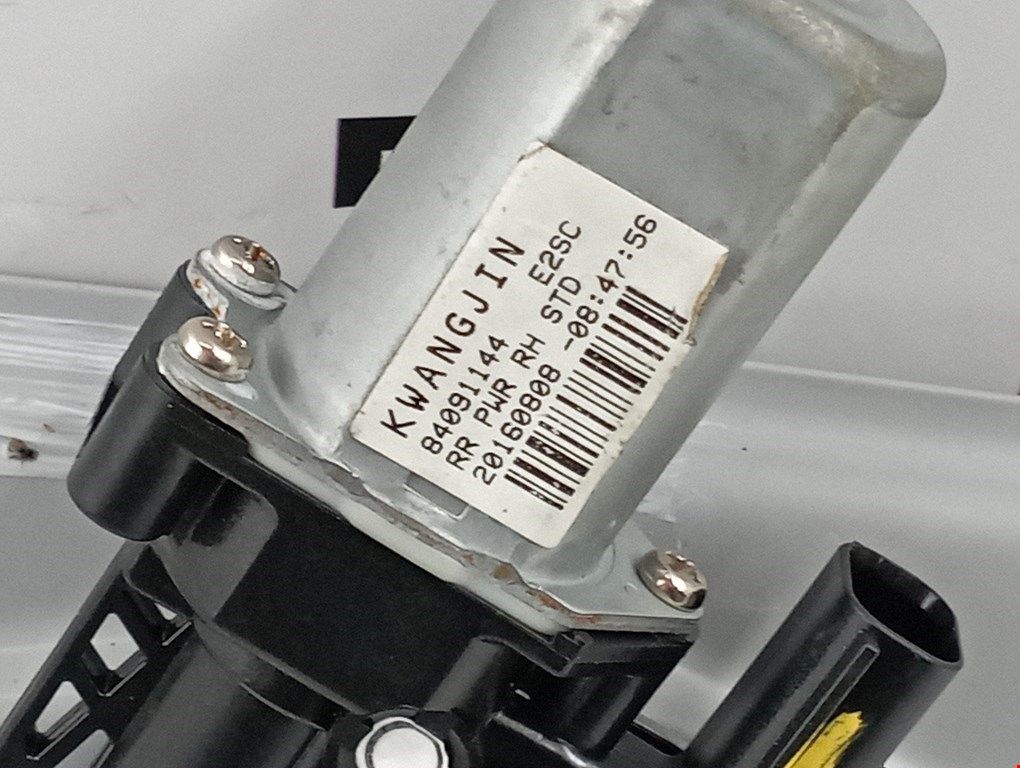 KWANGJIN
84091144 E2SC
RR PWR RH STD
20160808 -08:47:56